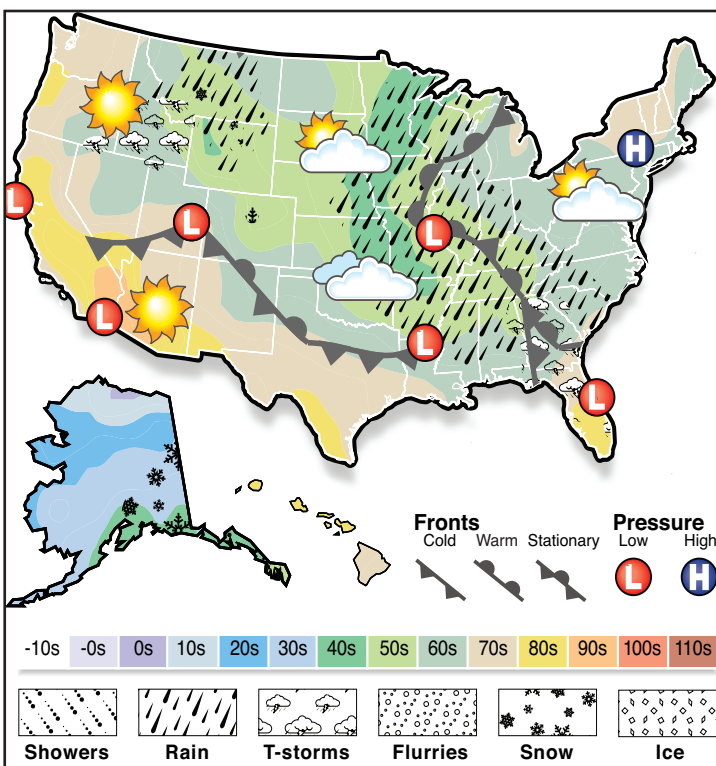 H
L
L
L
L
L
L
Fronts
Cold Warm Stationary
Pressure
Low High
L H
-10s -0s 0s 10s 20s 30s 40s 50s 60s 70s 80s 90s 100s 110s
Showers Rain T-storms Flurries Snow Ice